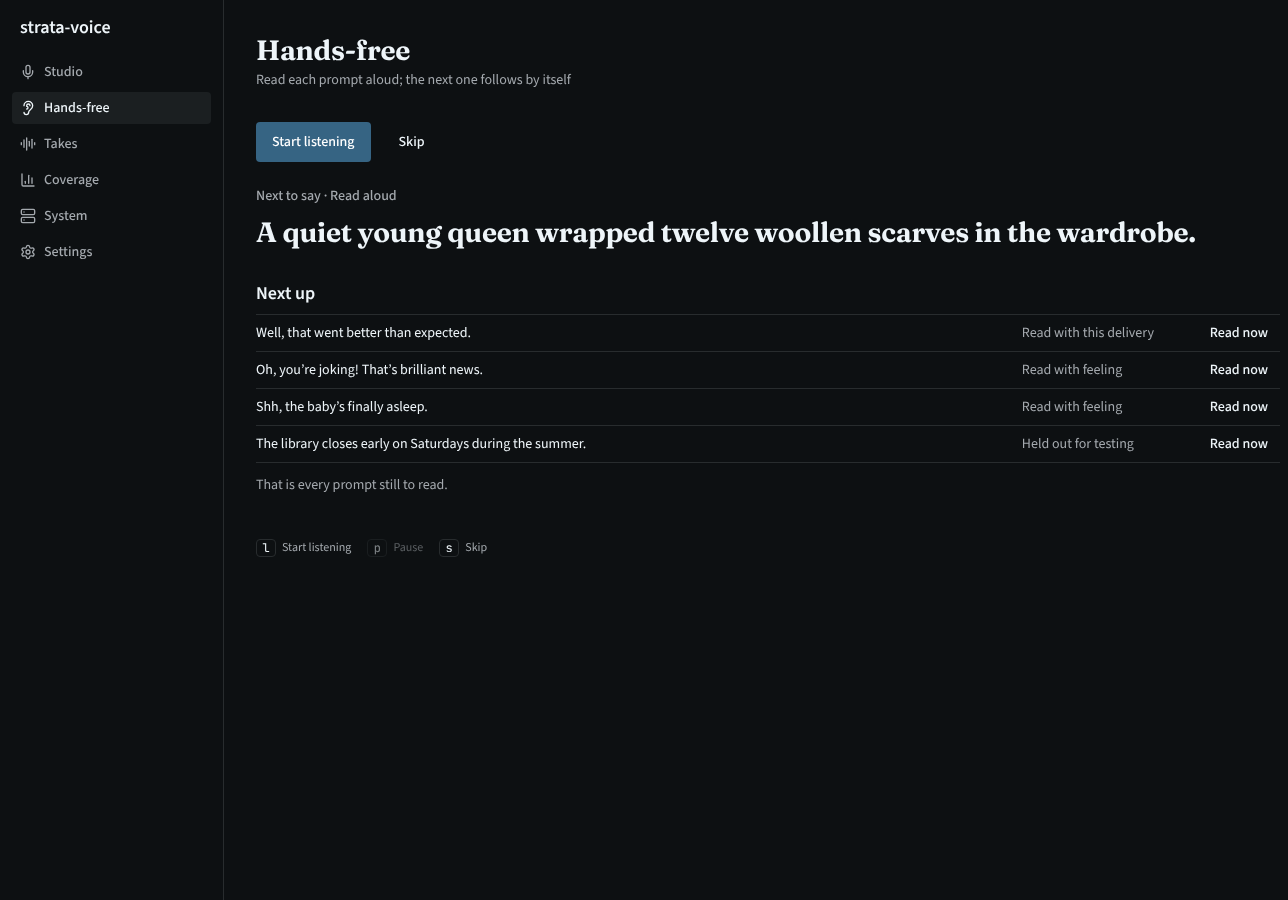 strata-voice
Studio
Hands-free
Takes
Coverage
System
Settings
Hands-free
Read each prompt aloud; the next one follows by itself
Start listening Skip
Next to say · Read aloud
A quiet young queen wrapped twelve woollen scarves in the wardrobe.
Next up
Well, that went better than expected. Read with this delivery Read now
Oh, you’re joking! That’s brilliant news. Read with feeling Read now
Shh, the baby’s finally asleep. Read with feeling Read now
The library closes early on Saturdays during the summer. Held out for testing Read now
That is every prompt still to read.
l Start listening p Pause s Skip